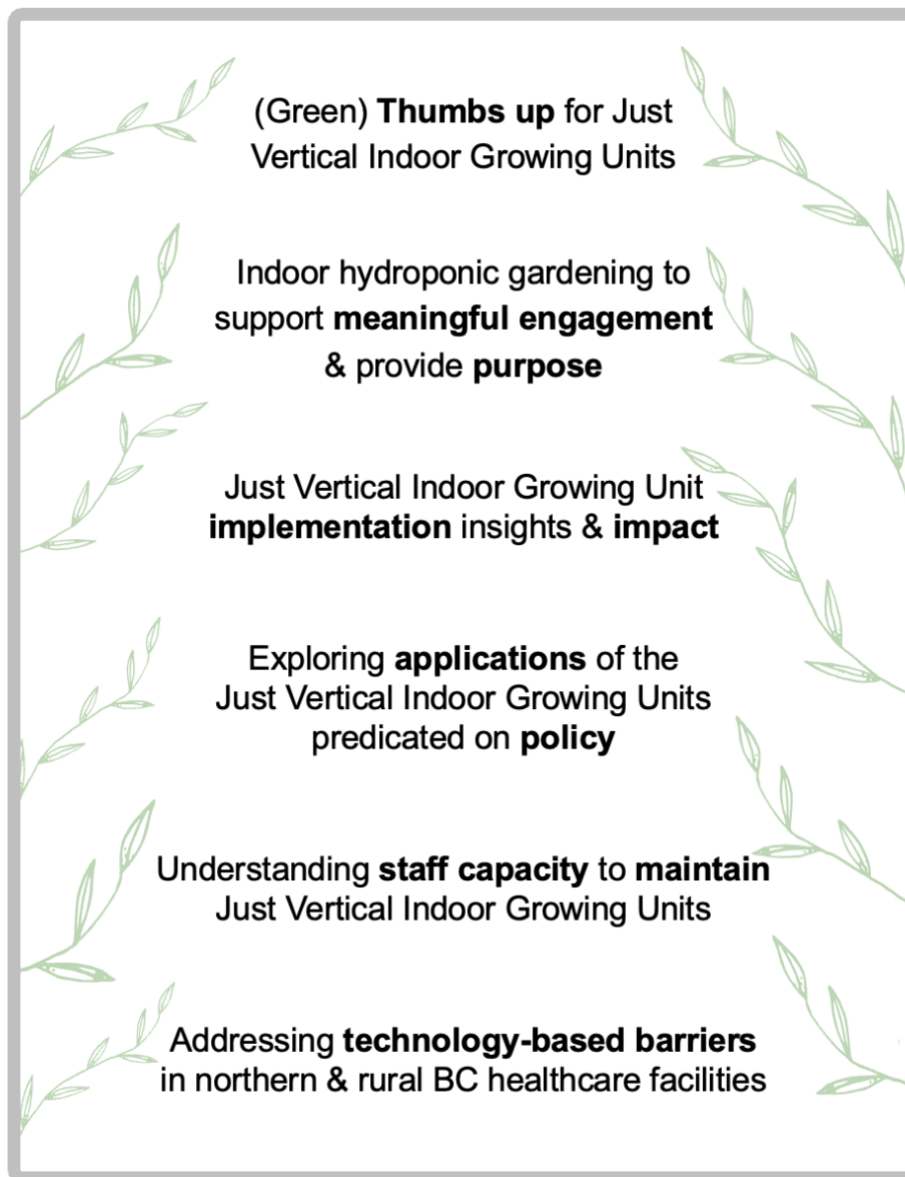 (Green) Thumbs up for Just
Vertical Indoor Growing Units
Indoor hydroponic gardening to
support meaningful engagement
& provide purpose
Just Vertical Indoor Growing Unit
implementation insights & impact
Exploring applications of the
Just Vertical Indoor Growing Units
predicated on policy
Understanding staff capacity to maintain
Just Vertical Indoor Growing Units
Addressing technology-based barriers
in northern & rural BC healthcare facilities